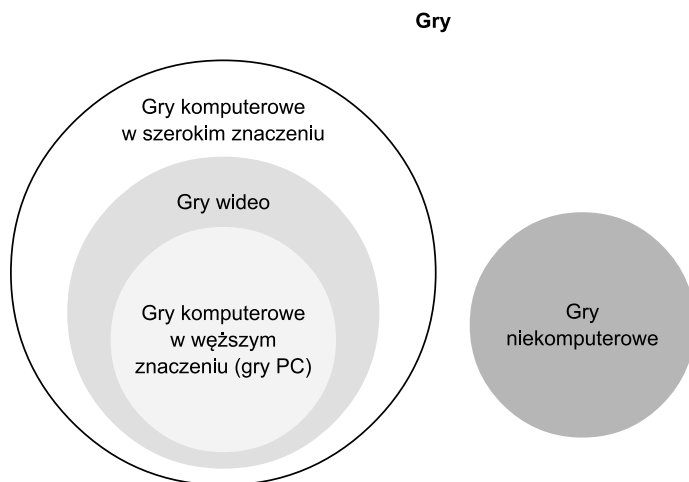 Gry
Gry komputerowe
w szerokim znaczeniu
Gry wideo
Gry komputerowe
w węższym
znaczeniu (gry PC)
Gry
niekomputerowe